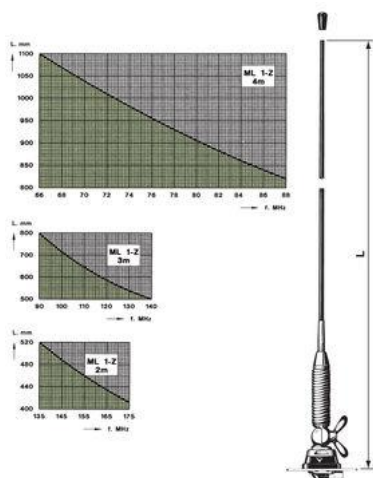 L. mm
1100
1050
1000
950
900
850
800
ML 1-Z
4m
66 68 70 72 74 76 78 80 82 84 86 88
f. MHz
L. mm
800
700
600
500
ML 1-Z
3m
90 100 110 120 130 140
f. MHz
L. mm
520
480
440
400
ML 1-Z
2m
135 145 155 165 175
f. MHz
L